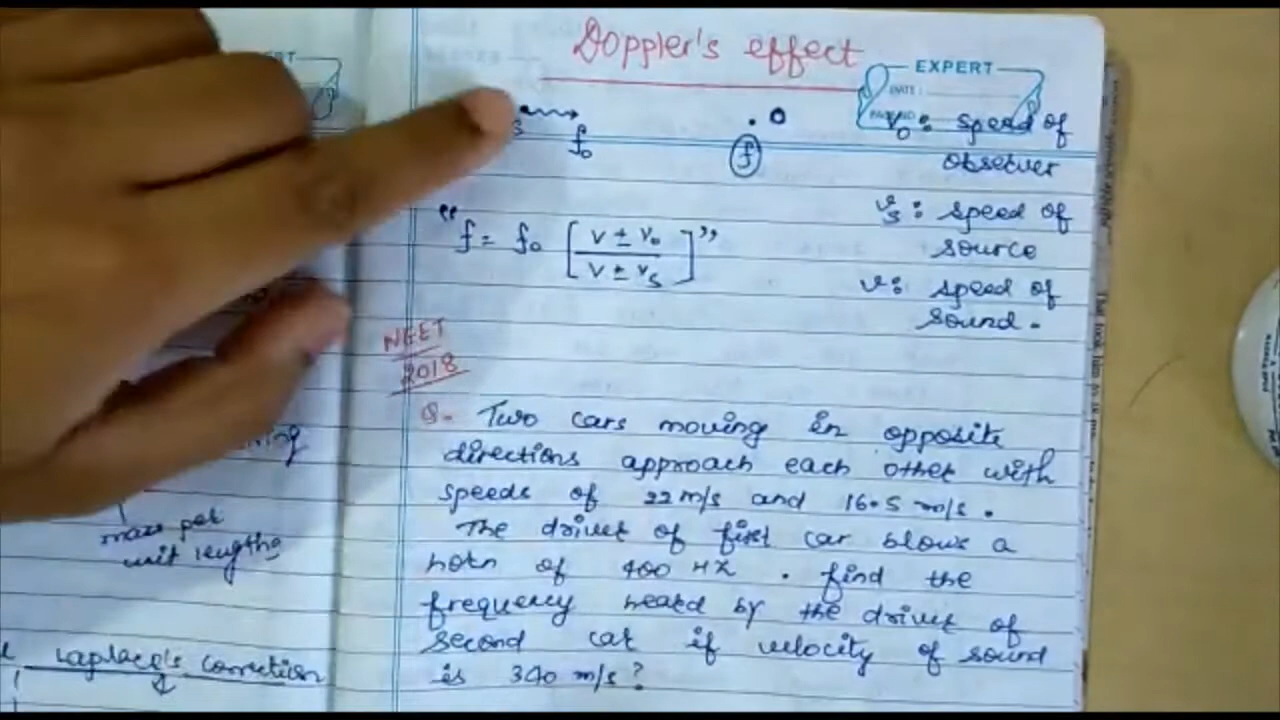 Doppler's effect
EXPERT
DATE :
s
f₀
. O
f
v₀ : speed of
observer
vₛ : speed of
source
v : speed of
sound.
"f = f₀ [ v ± v₀ / v ± vₛ ]"
NEET
2018
Q. Two cars moving in opposite
directions approach each other with
speeds of 22 m/s and 16.5 m/s.
The driver of first car blows a
horn of 400 Hz . find the
frequency heard by the driver of
second car if velocity of sound
is 340 m/s?
mass per
unit length
Laplace's correction